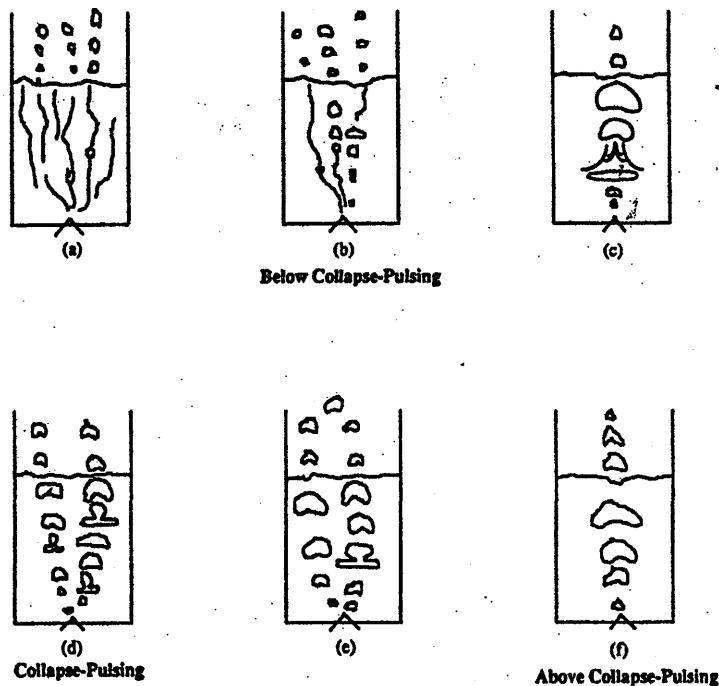 (a) (b) (c)
Below Collapse-Pulsing
(d) (e) (f)
Collapse-Pulsing Above Collapse-Pulsing